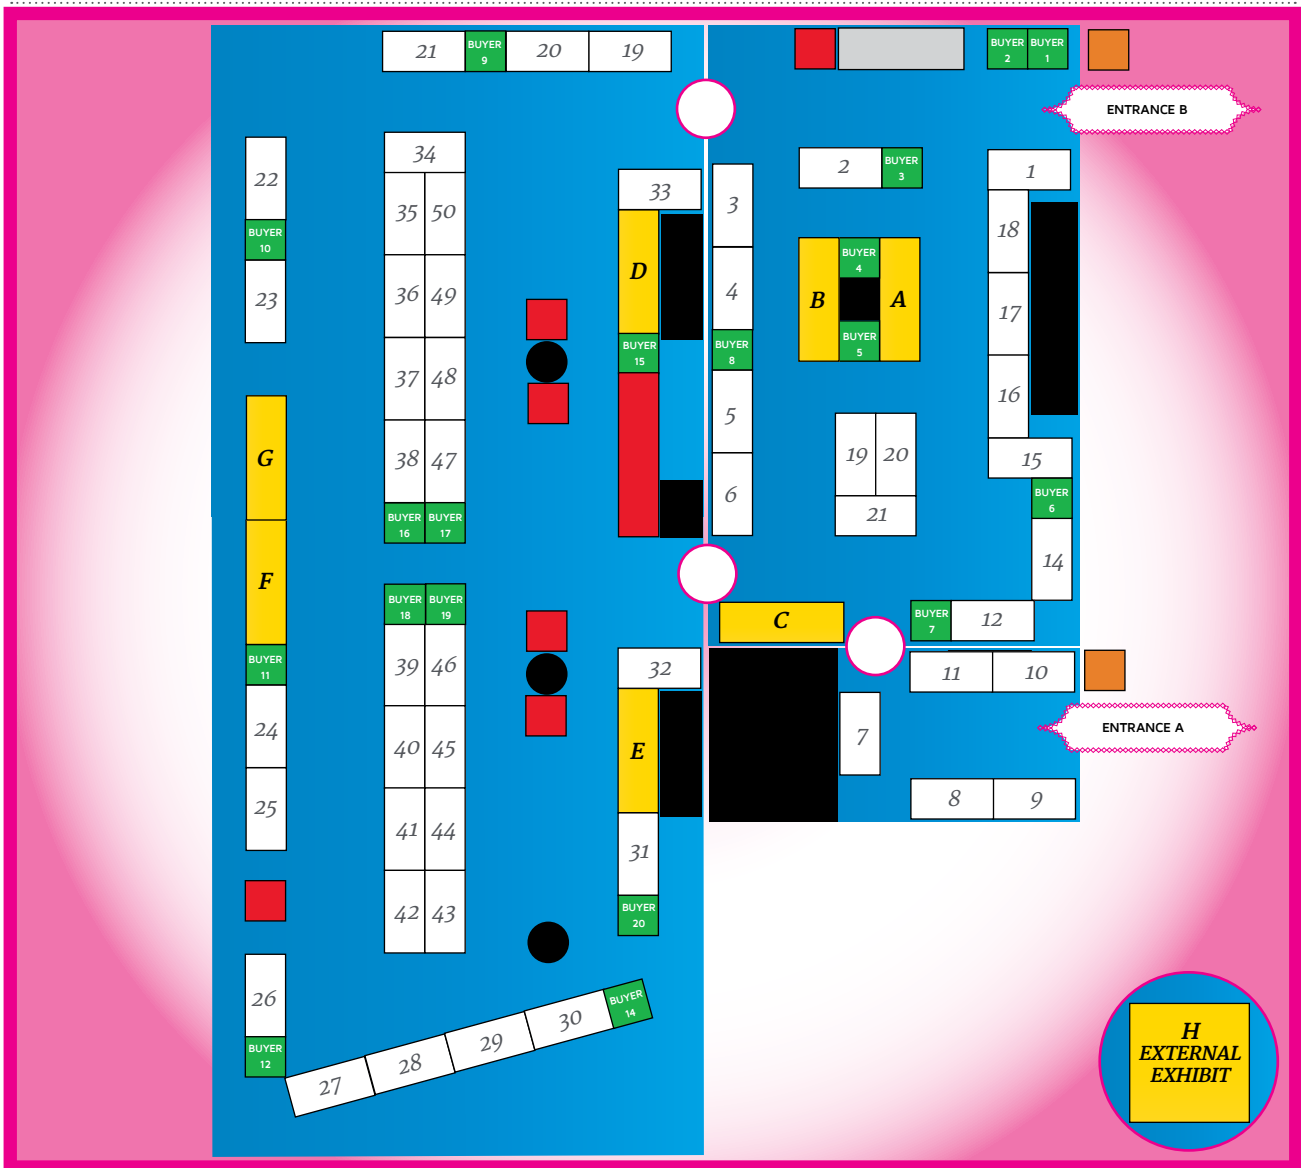 21
BUYER
9
20
19
BUYER
2
BUYER
1
ENTRANCE B
22
BUYER
10
23
34
35
50
36
49
37
48
38
47
BUYER
16
BUYER
17
33
D
BUYER
15
3
4
BUYER
8
5
6
2
BUYER
3
B
BUYER
4
BUYER
5
A
19
20
21
1
18
17
16
15
BUYER
6
14
G
F
BUYER
11
24
25
BUYER
18
BUYER
19
39
46
40
45
41
44
42
43
32
E
31
BUYER
20
C
BUYER
7
12
11
10
7
ENTRANCE A
8
9
26
BUYER
12
27
28
29
30
BUYER
14
H
EXTERNAL
EXHIBIT